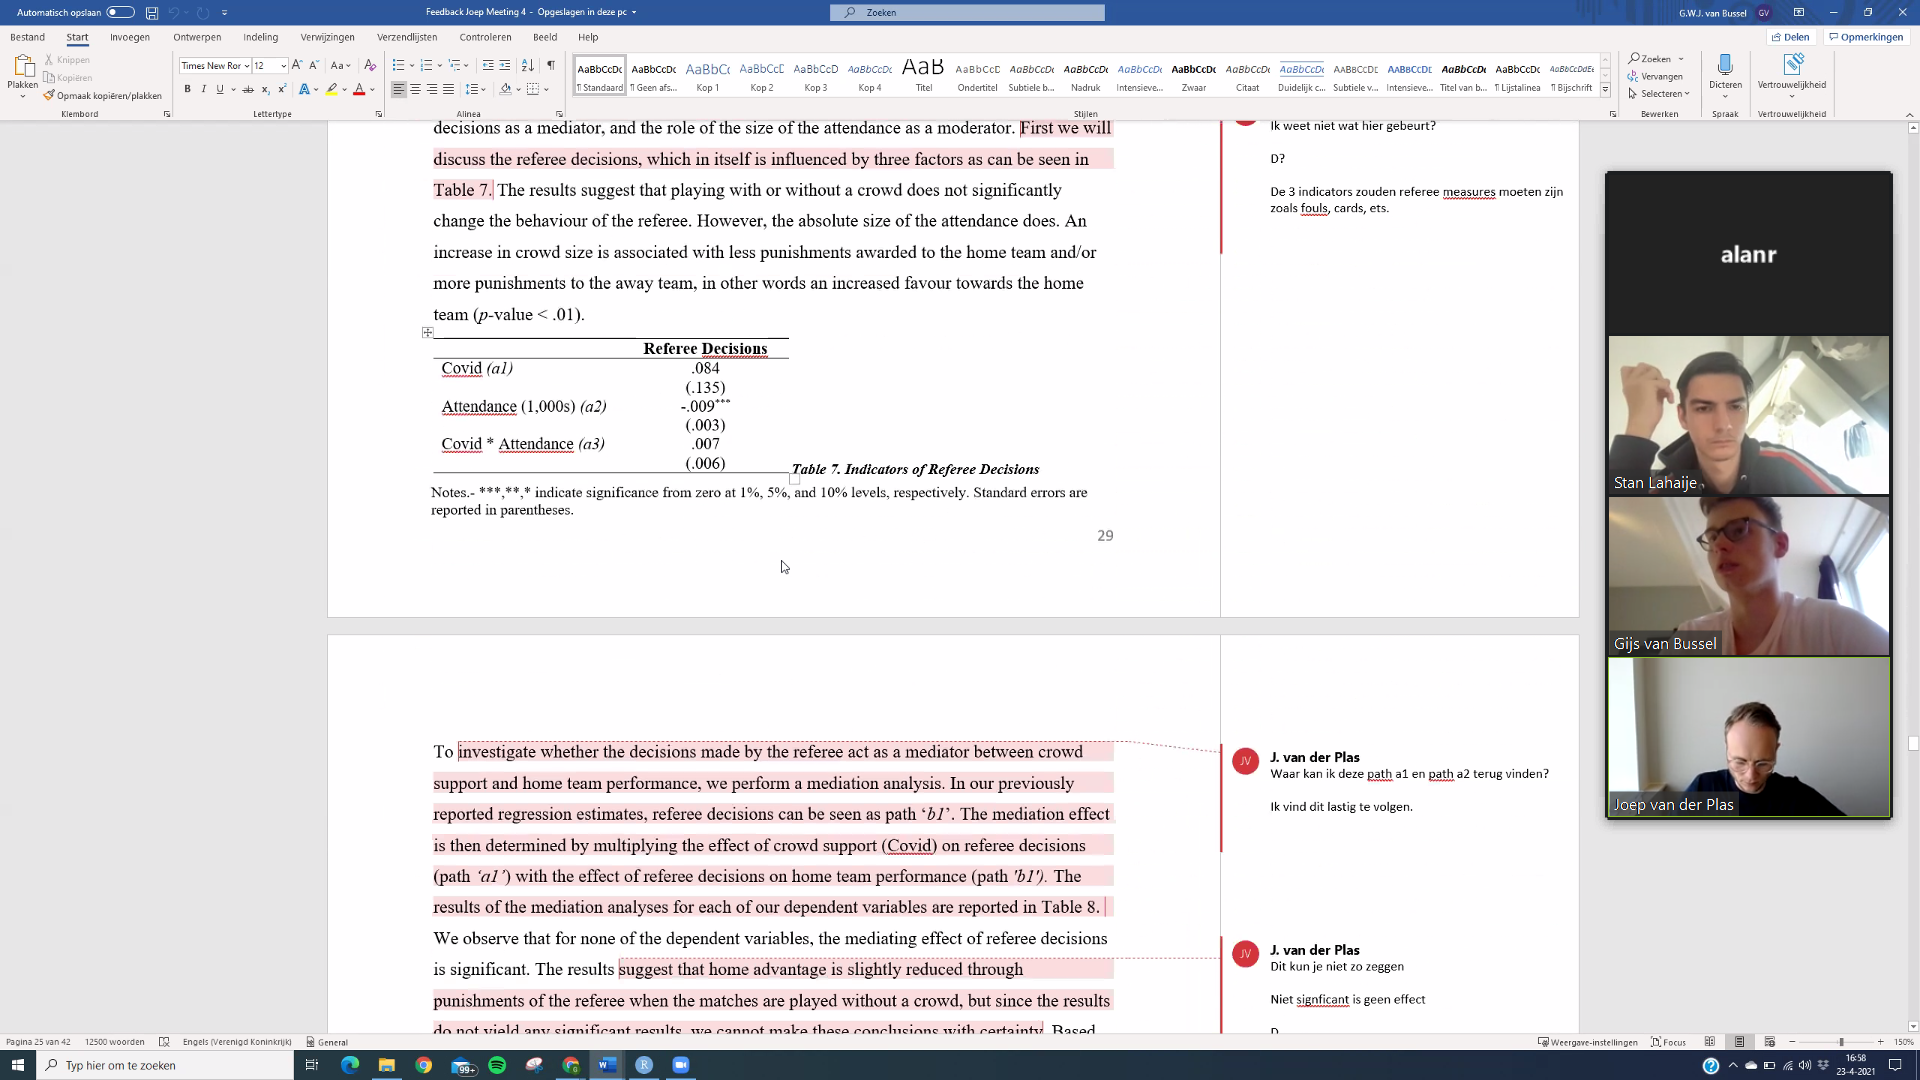 Automatisch opslaan
Feedback Joep Meeting 4 - Opgeslagen in deze pc
Zoeken
G.W.J. van Bussel GV
Bestand Start Invoegen Ontwerpen Indeling Verwijzingen Verzendlijsten Controleren Beeld Help
Delen Opmerkingen
Plakken
Knippen
Kopiëren
Opmaak kopiëren/plakken
Times New Ror 12
AaBbCcDc AaBbCcDc AaBbCc AaBbCcD AaBbCcD AaBbCcDc AaB AaBbCcD AaBbCcDc AaBbCcDc AaBbCcDc AaBbCcDc AaBbCcDc AaBbCcDc AaBbCcDc AaBbCcDc AaBbCcDc AaBbCcDc AaBbCcDdEe
¶ Standaard ¶ Geen afs... Kop 1 Kop 2 Kop 3 Kop 4 Titel Ondertitel Subtiele b... Nadruk Intensieve... Zwaar Citaat Duidelijk c... Subtiele v... Intensieve... Titel van b... ¶ Lijstalinea ¶ Bijschrift
Zoeken
Vervangen
Selecteren
Dicteren
Vertrouwelijkheid
Klembord Lettertype Alinea Stijlen Bewerken Spraak Vertrouwelijkheid
decisions as a mediator, and the role of the size of the attendance as a moderator. First we will
discuss the referee decisions, which in itself is influenced by three factors as can be seen in
Table 7. The results suggest that playing with or without a crowd does not significantly
change the behaviour of the referee. However, the absolute size of the attendance does. An
increase in crowd size is associated with less punishments awarded to the home team and/or
more punishments to the away team, in other words an increased favour towards the home
team (p-value < .01).
Referee Decisions
Covid (a1) .084
(.135)
Attendance (1,000s) (a2) -.009***
(.003)
Covid * Attendance (a3) .007
(.006)
Table 7. Indicators of Referee Decisions
Notes.- ***,**,* indicate significance from zero at 1%, 5%, and 10% levels, respectively. Standard errors are
reported in parentheses.
29
Ik weet niet wat hier gebeurt?
D?
De 3 indicators zouden referee measures moeten zijn
zoals fouls, cards, ets.
To investigate whether the decisions made by the referee act as a mediator between crowd
support and home team performance, we perform a mediation analysis. In our previously
reported regression estimates, referee decisions can be seen as path ‘b1’. The mediation effect
is then determined by multiplying the effect of crowd support (Covid) on referee decisions
(path ‘a1’) with the effect of referee decisions on home team performance (path 'b1'). The
results of the mediation analyses for each of our dependent variables are reported in Table 8.
We observe that for none of the dependent variables, the mediating effect of referee decisions
is significant. The results suggest that home advantage is slightly reduced through
punishments of the referee when the matches are played without a crowd, but since the results
do not yield any significant results, we cannot make these conclusions with certainty. Based
JV J. van der Plas
Waar kan ik deze path a1 en path a2 terug vinden?
Ik vind dit lastig te volgen.
JV J. van der Plas
Dit kun je niet zo zeggen
Niet signficant is geen effect
D
alanr
Stan Lahaije
Gijs van Bussel
Joep van der Plas
Pagina 25 van 42 12500 woorden Engels (Verenigd Koninkrijk) General
Weergave-instellingen Focus 150%
Typ hier om te zoeken
99+
16:58
23-4-2021